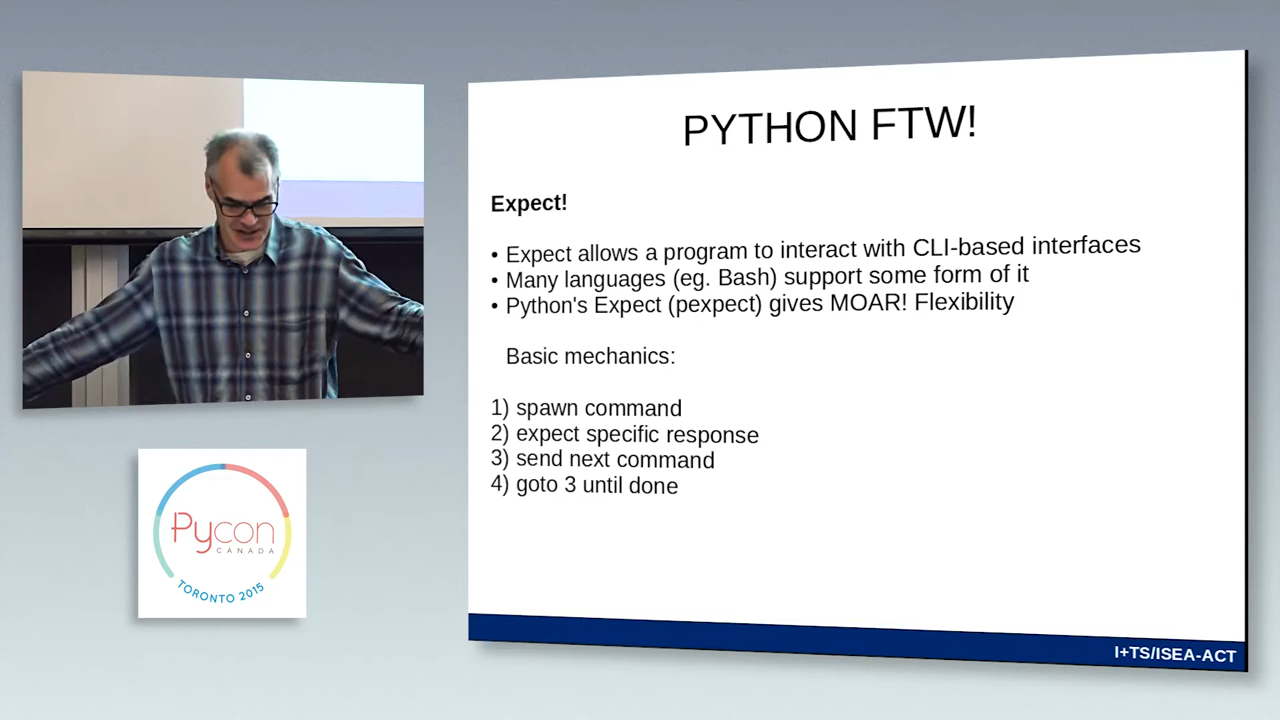 PYTHON FTW!
Expect!
• Expect allows a program to interact with CLI-based interfaces
• Many languages (eg. Bash) support some form of it
• Python's Expect (pexpect) gives MOAR! Flexibility
Basic mechanics:
1) spawn command
2) expect specific response
3) send next command
4) goto 3 until done
I+TS/ISEA-ACT
Pycon
CANADA
TORONTO 2015